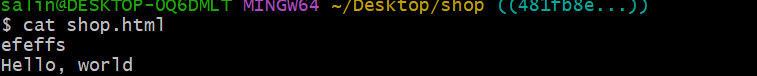 salin@DESKTOP-OQ6DMLT MINGW64 ~/Desktop/shop ((481fb8e...))
$ cat shop.html
efeffs
Hello, world